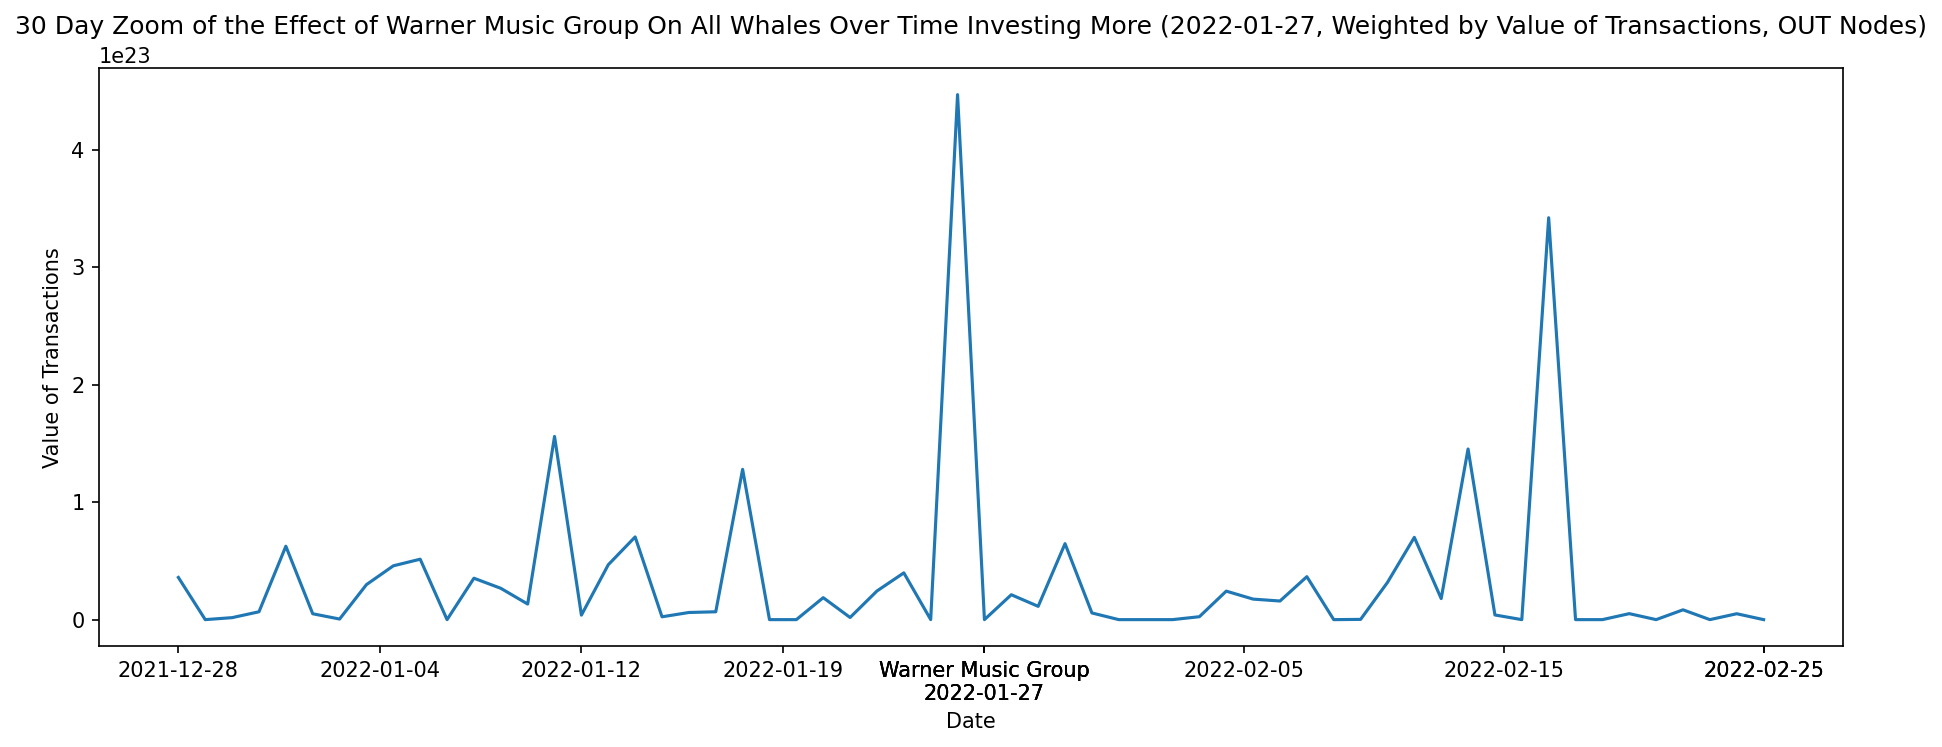 30 Day Zoom of the Effect of Warner Music Group On All Whales Over Time Investing More (2022-01-27, Weighted by Value of Transactions, OUT Nodes)
1e23
4
3
2
1
0
Value of Transactions
2021-12-28 2022-01-04 2022-01-12 2022-01-19 Warner Music Group 2022-02-05 2022-02-15 2022-02-25
2022-01-27
Date